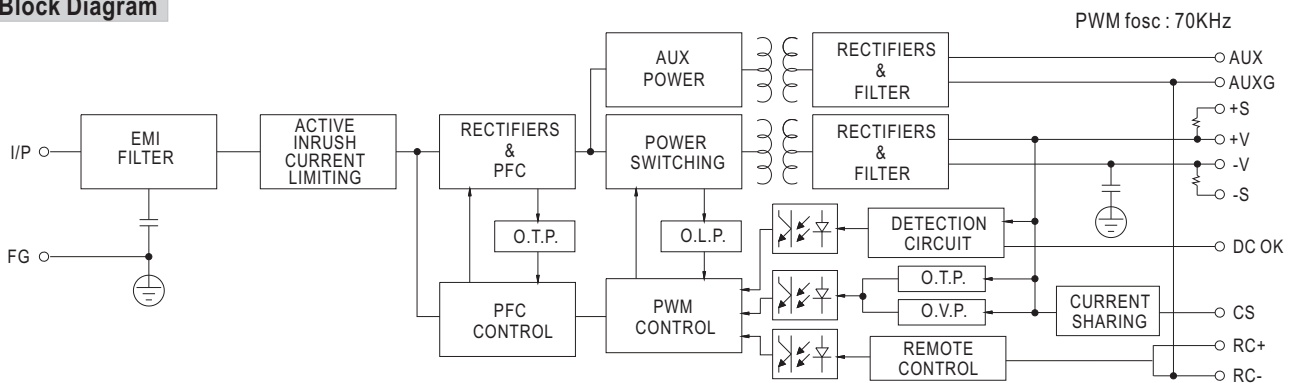 Block Diagram
PWM fosc : 70KHz
I/P
FG
EMI
FILTER
ACTIVE
INRUSH
CURRENT
LIMITING
RECTIFIERS
&
PFC
O.T.P.
PFC
CONTROL
AUX
POWER
POWER
SWITCHING
O.L.P.
PWM
CONTROL
RECTIFIERS
&
FILTER
RECTIFIERS
&
FILTER
DETECTION
CIRCUIT
O.T.P.
O.V.P.
REMOTE
CONTROL
CURRENT
SHARING
AUX
AUXG
+S
+V
-V
-S
DC OK
CS
RC+
RC-